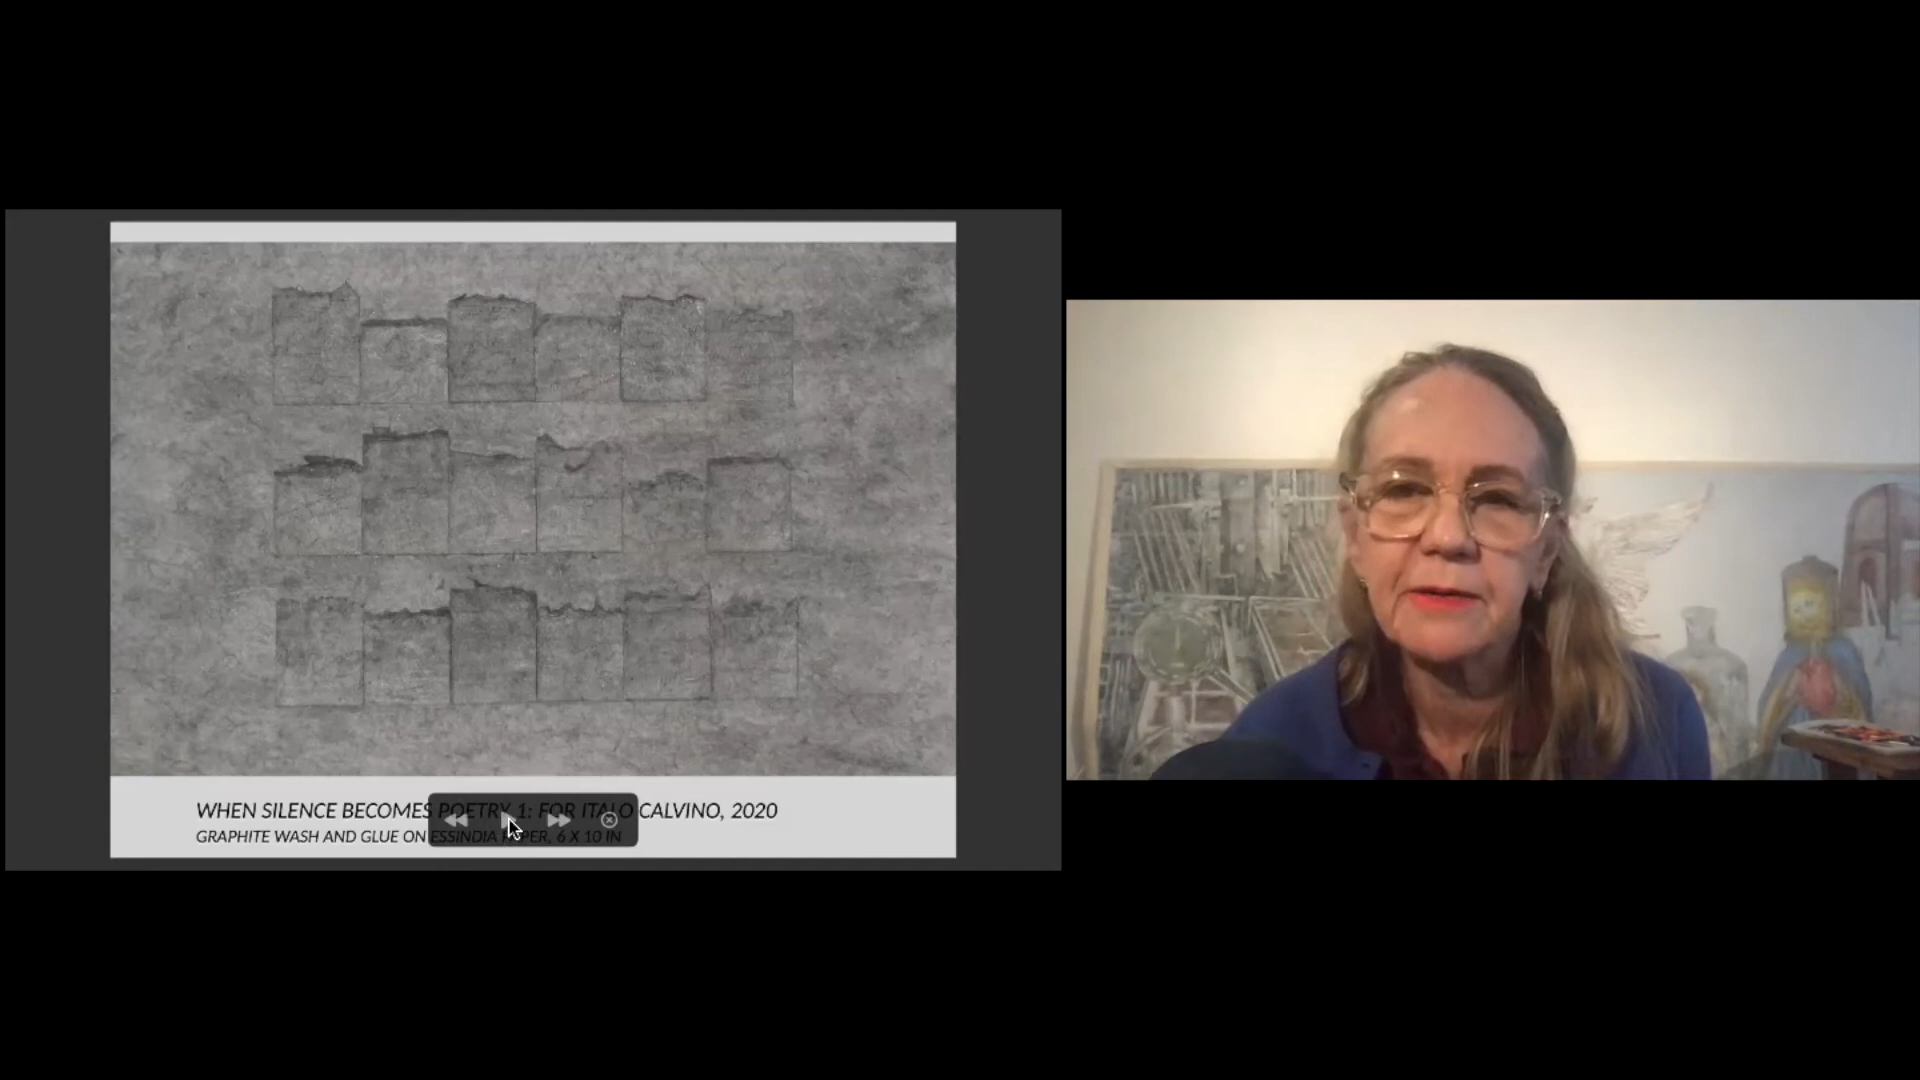 WHEN SILENCE BECOMES POETRY 1: FOR ITALO CALVINO, 2020
GRAPHITE WASH AND GLUE ON ESSINDIA PAPER, 6 X 10 IN